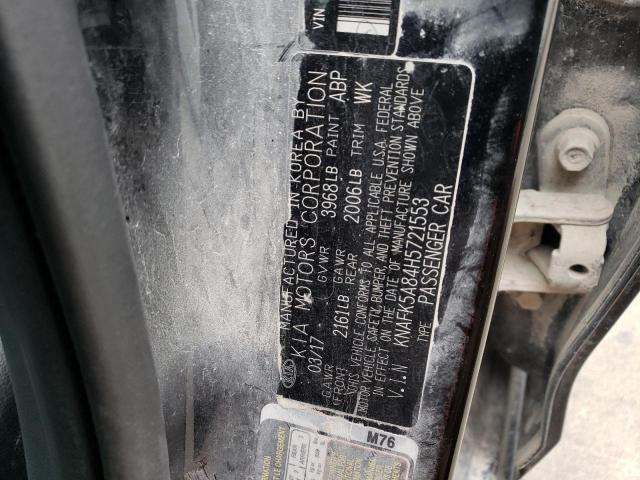 VIN
MANUFACTURED IN KOREA BY
KIA MOTORS CORPORATION
03/17 GVWR 3968LB PAINT ABP
GAWR FRONT 2161LB GAWR REAR 2006LB TRIM WK
THIS VEHICLE CONFORMS TO ALL APPLICABLE U.S.A. FEDERAL
MOTOR VEHICLE SAFETY, BUMPER, AND THEFT PREVENTION STANDARDS
IN EFFECT ON THE DATE OF MANUFACTURE SHOWN ABOVE
V.I.N KNAFK5A84H5721553
TYPE PASSENGER CAR
M76